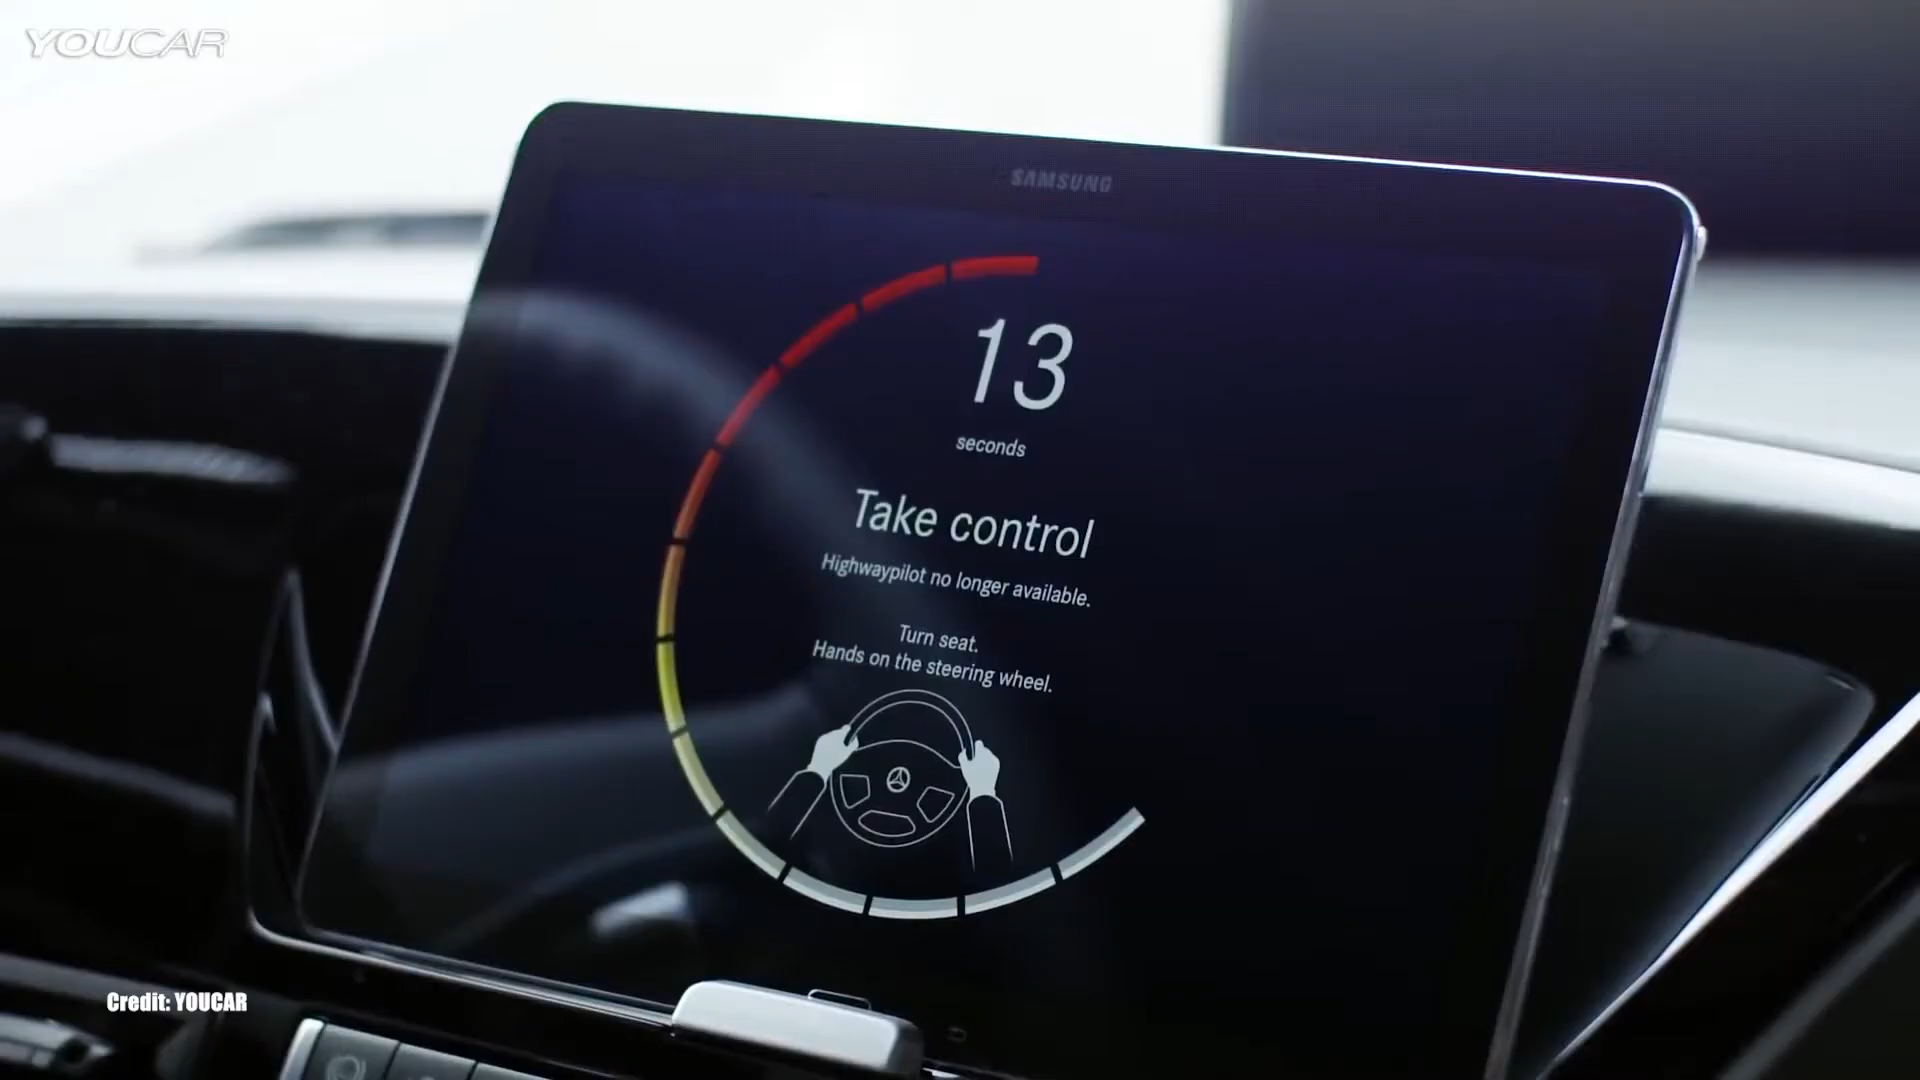 YOUCAR
SAMSUNG
13
seconds
Take control
Highwaypilot no longer available.
Turn seat.
Hands on the steering wheel.
Credit: YOUCAR